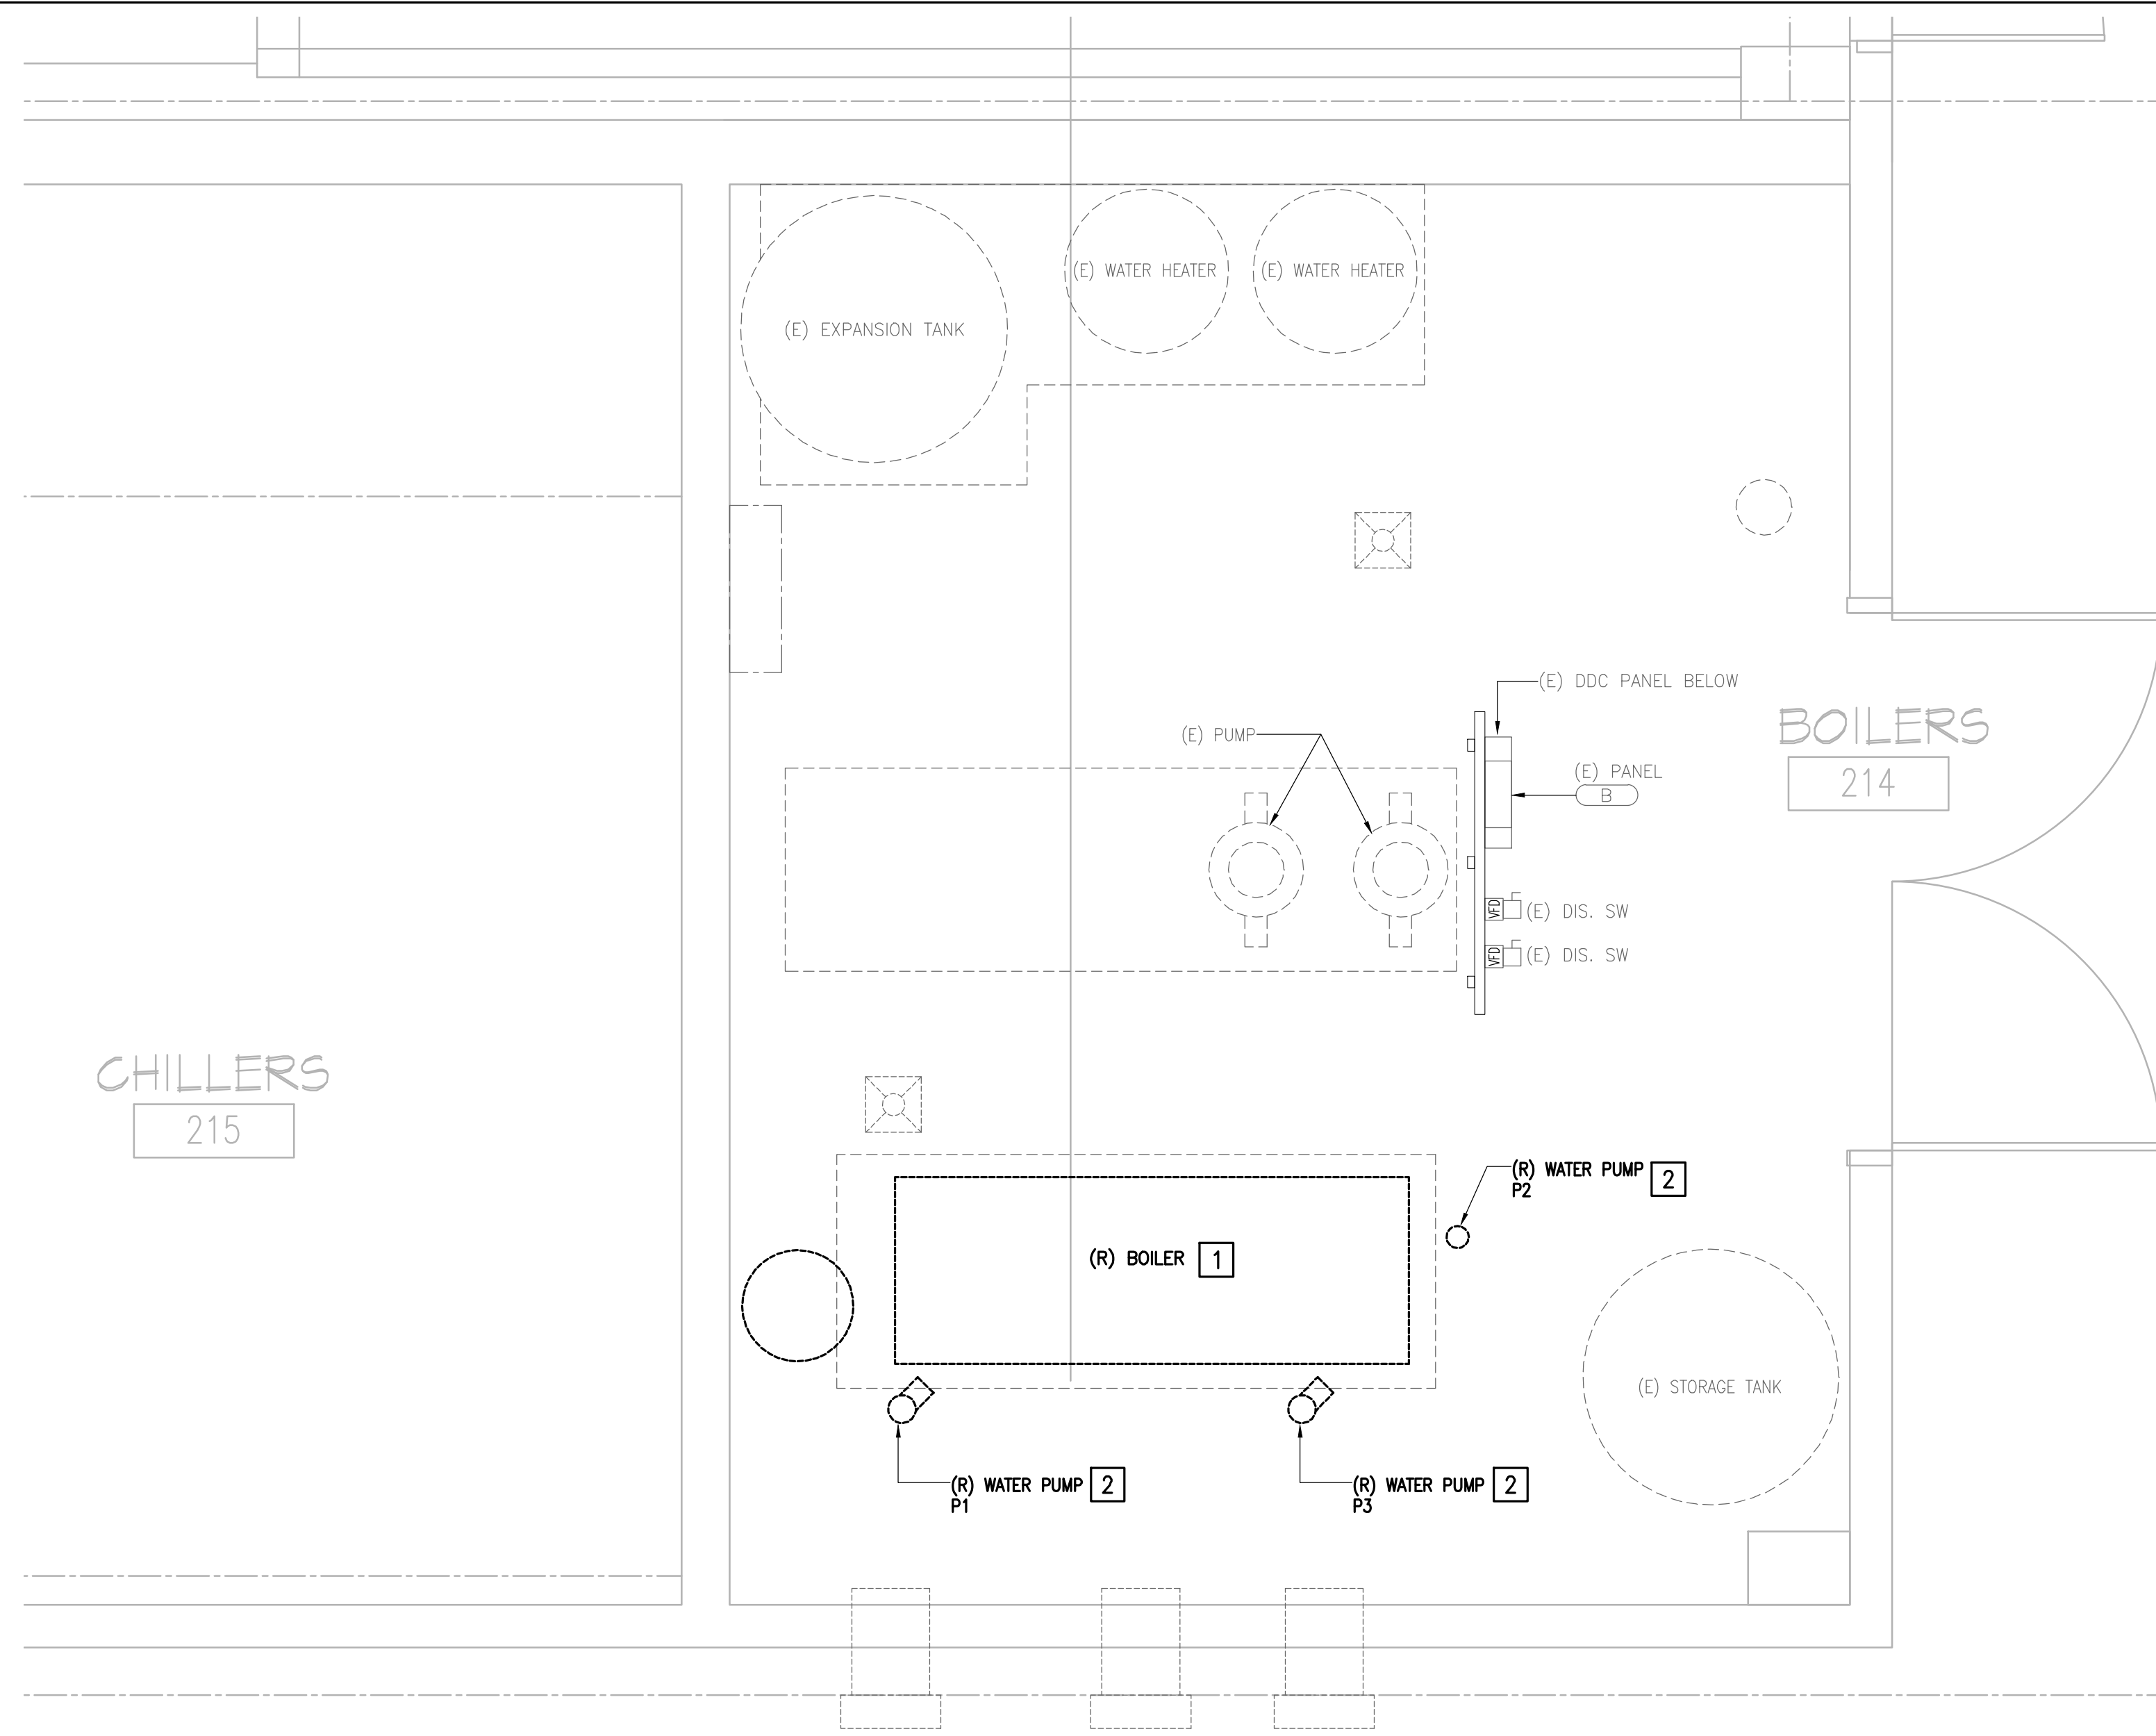 (E) WATER HEATER
(E) WATER HEATER
(E) EXPANSION TANK
(E) DDC PANEL BELOW
(E) PUMP
(E) PANEL
B
BOILERS
214
VFD
(E) DIS. SW
VFD
(E) DIS. SW
CHILLERS
215
(R) WATER PUMP 2
P2
(R) BOILER 1
(E) STORAGE TANK
(R) WATER PUMP 2
P1
(R) WATER PUMP 2
P3